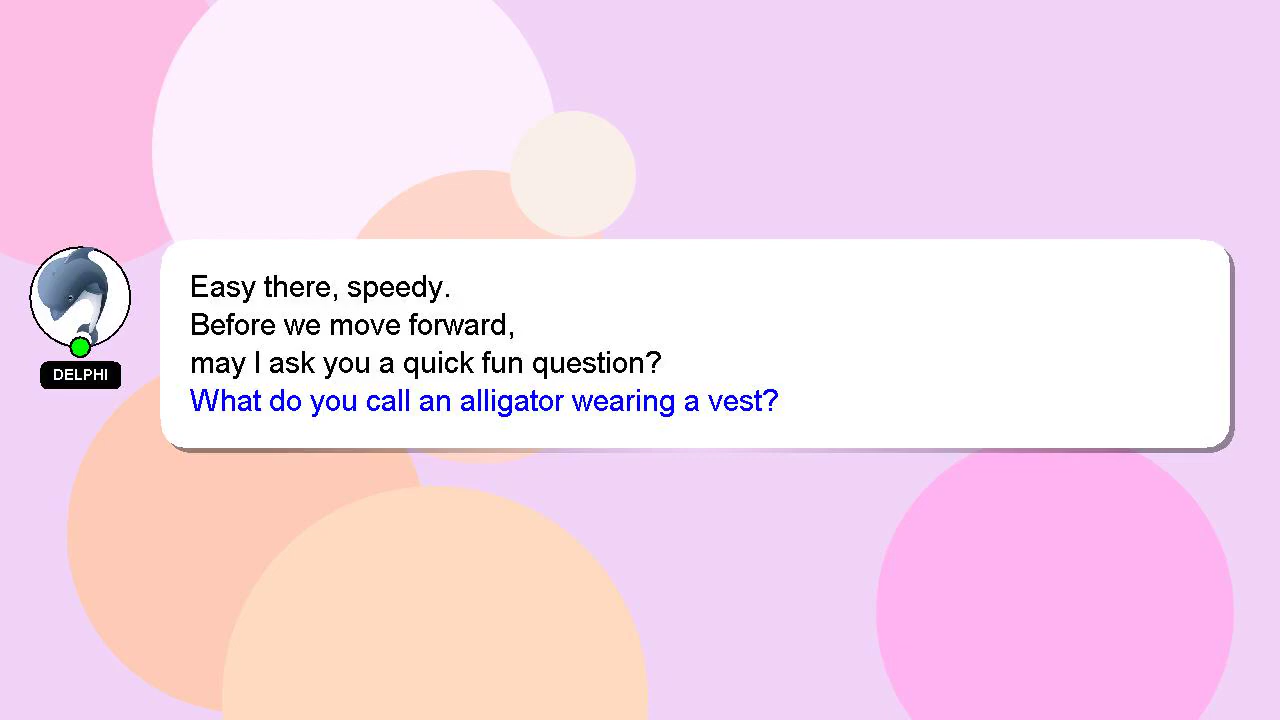 Easy there, speedy.
Before we move forward,
may I ask you a quick fun question?
What do you call an alligator wearing a vest?
DELPHI